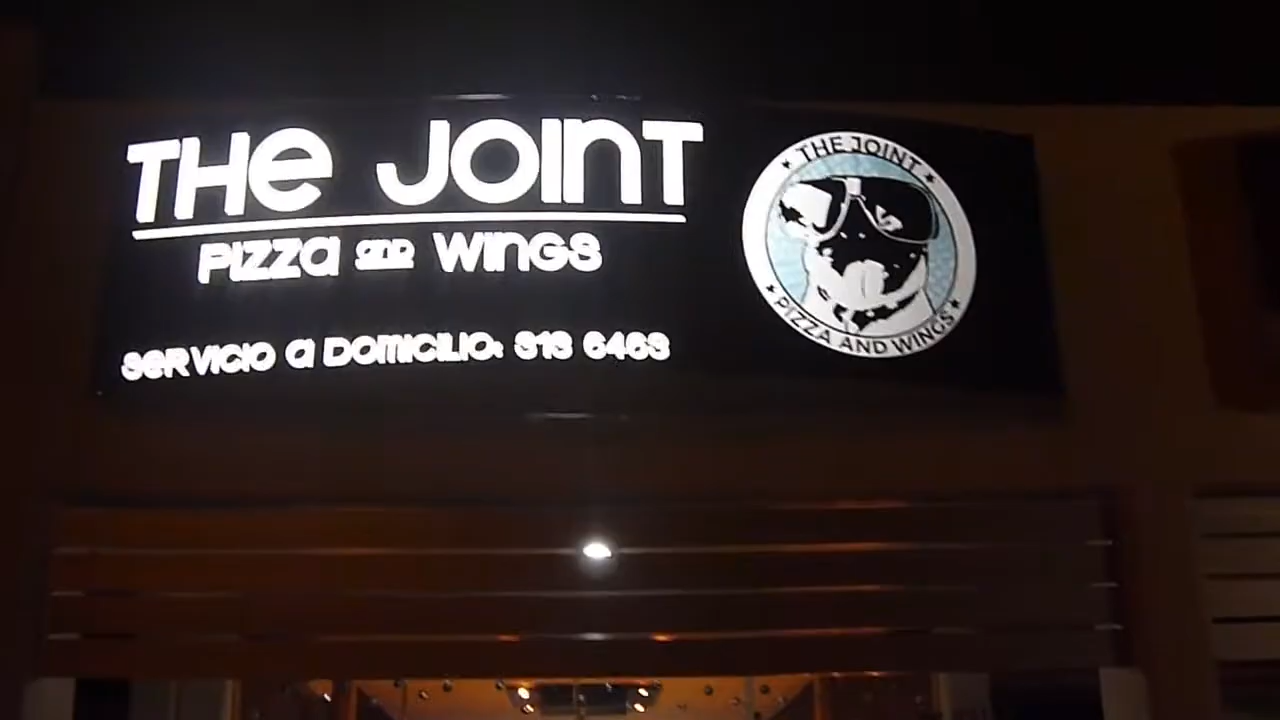 THE JOINT
PIZZA AND WINGS
SERVICIO A DOMICILIO: 313 6463
THE JOINT
PIZZA AND WINGS